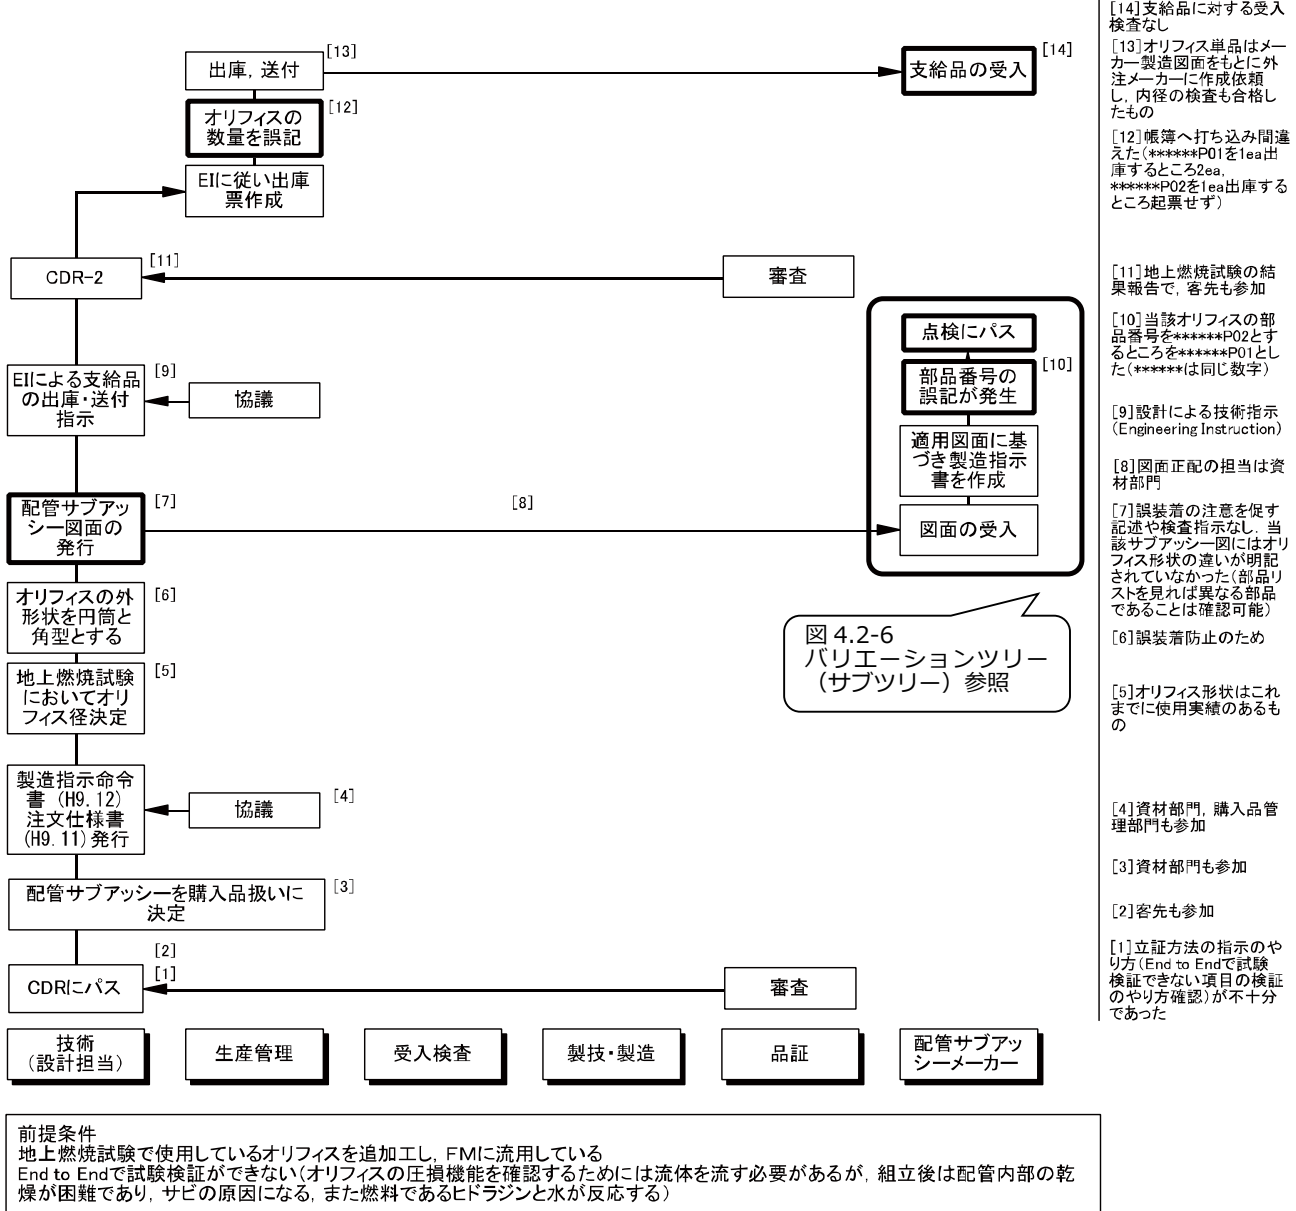 [14]支給品に対する受入
検査なし
[13]
出庫, 送付
[14]
支給品の受入
[13]オリフィス単品はメー
カー製造図面をもとに外
注メーカーに作成依頼
し, 内径の検査も合格し
たもの
[12]
オリフィスの
数量を誤記
[12]帳簿へ打ち込み間違
えた(******P01を1ea出
庫するところ2ea,
******P02を1ea出庫する
ところ起票せず)
EIに従い出庫
票作成
[11]
CDR-2
審査
[11]地上燃焼試験の結
果報告で, 客先も参加
点検にパス
[10]
部品番号の
誤記が発生
適用図面に基
づき製造指示
書を作成
図面の受入
[10]当該オリフィスの部
品番号を******P02とす
るところを******P01とし
た(******は同じ数字)
[9]
EIによる支給品
の出庫・送付
指示
協議
[9]設計による技術指示
(Engineering Instruction)
[8]図面正配の担当は資
材部門
[7]
配管サブアッ
シー図面の
発行
[8]
[7]誤装着の注意を促す
記述や検査指示なし. 当
該サブアッシー図にはオリ
フィス形状の違いが明記
されていなかった(部品リ
ストを見れば異なる部品
であることは確認可能)
[6]
オリフィスの外
形状を円筒と
角型とする
図 4.2-6
バリエーションツリー
(サブツリー) 参照
[6]誤装着防止のため
[5]
地上燃焼試験
においてオリ
フィス径決定
[5]オリフィス形状はこれ
までに使用実績のあるも
の
製造指示命令
書 (H9.12)
注文仕様書
(H9.11)発行
協議
[4]
[4]資材部門, 購入品管
理部門も参加
配管サブアッシーを購入品扱いに
決定
[3]
[3]資材部門も参加
[2]客先も参加
[2]
[1]
CDRにパス
審査
[1]立証方法の指示のや
り方(End to Endで試験
検証できない項目の検証
のやり方確認)が不十分
であった
技術
(設計担当)
生産管理
受入検査
製技・製造
品証
配管サブアッ
シーメーカー
前提条件
地上燃焼試験で使用しているオリフィスを追加工し, FMに流用している
End to Endで試験検証ができない(オリフィスの圧損機能を確認するためには流体を流す必要があるが, 組立後は配管内部の乾
燥が困難であり, サビの原因になる, また燃料であるヒドラジンと水が反応する)